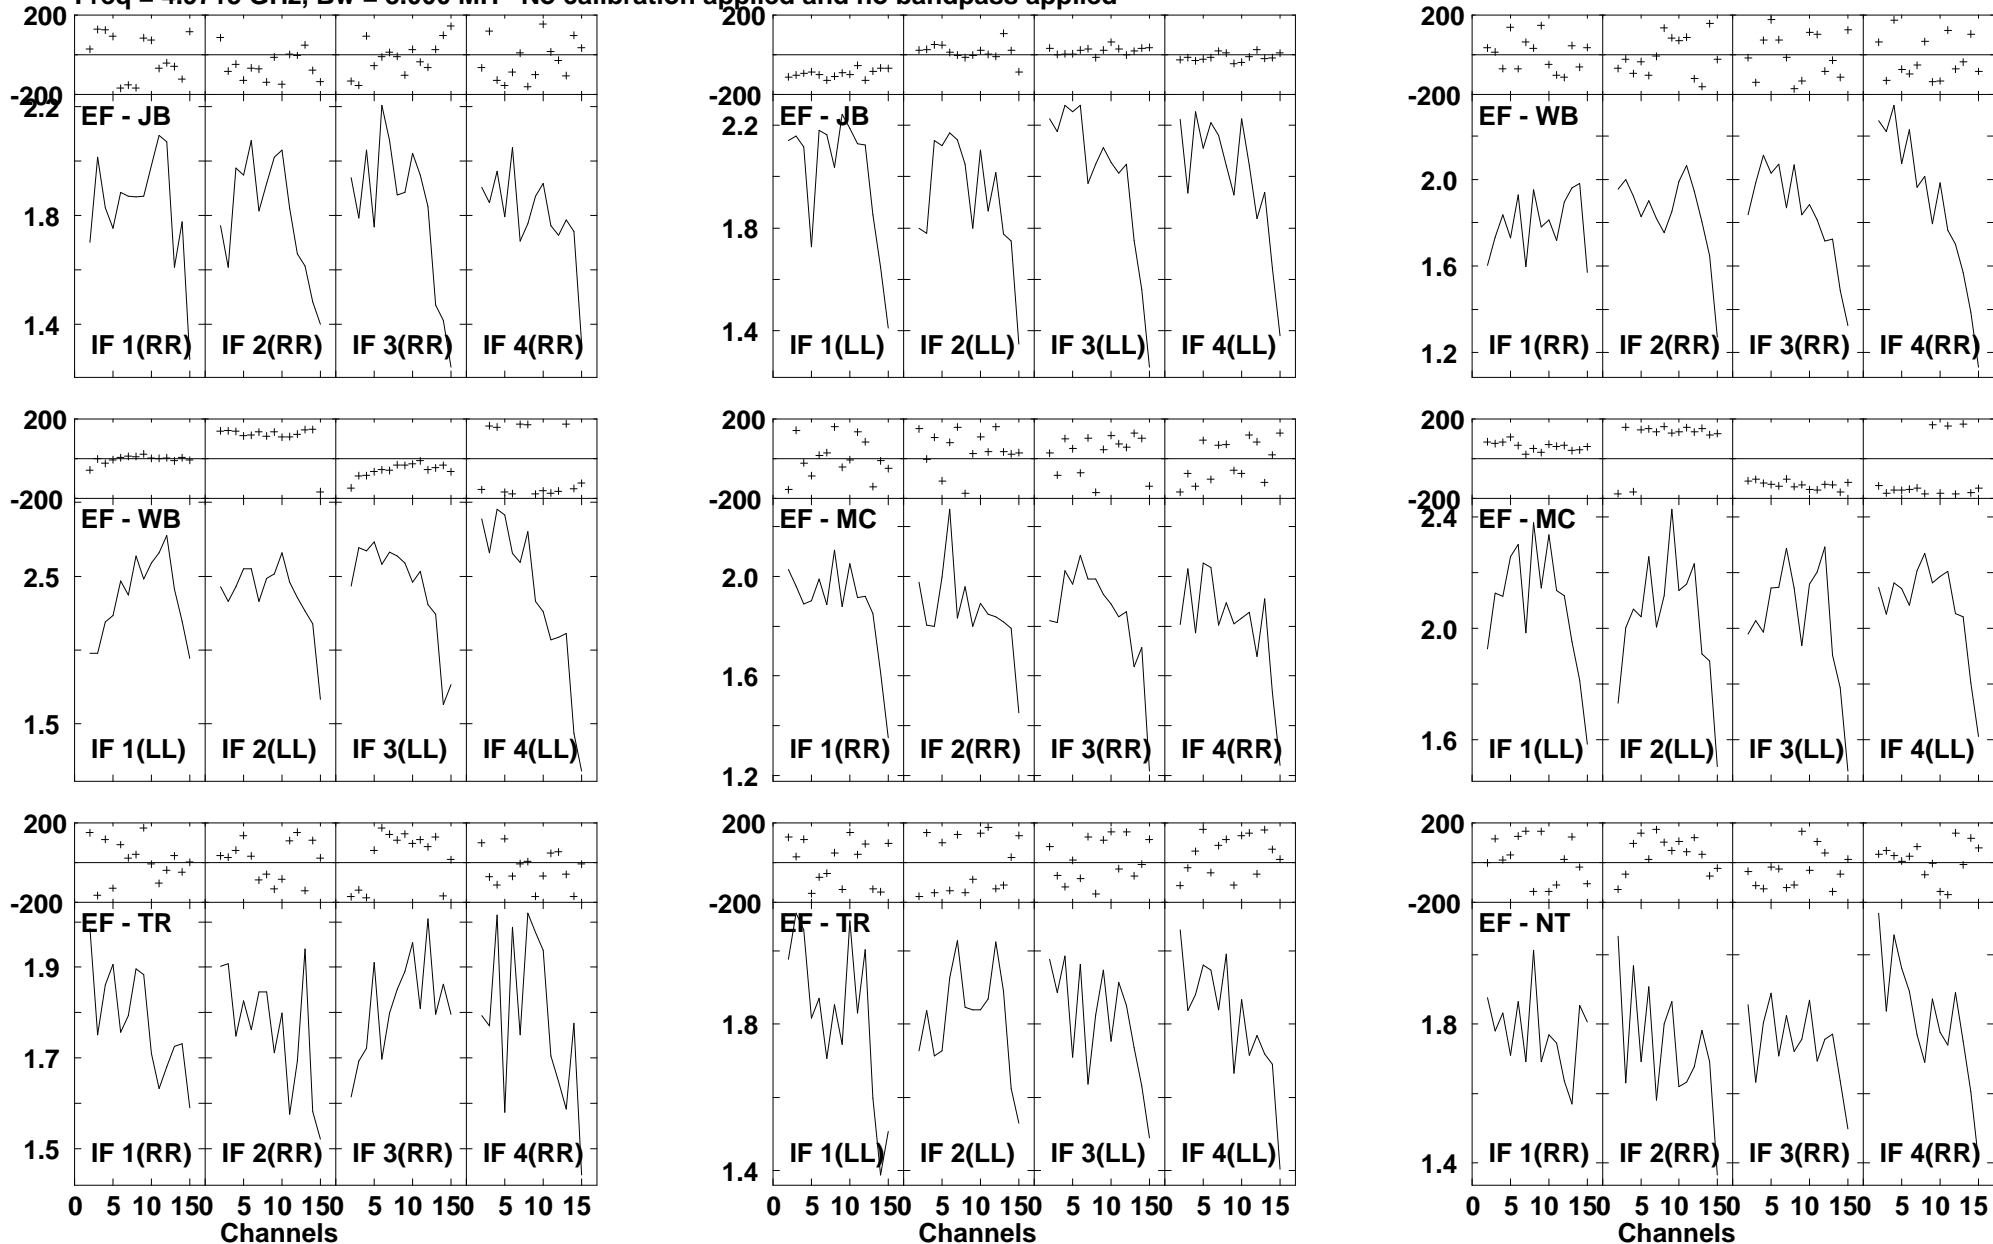 Freq = 4.9716 GHz, Bw = 8.000 MH No calibration applied and no bandpass applied
200 200 200
-200 -200 -200
2.2 EF - JB EF - JB EF - WB
2.2
2.0
1.8 1.8
1.6
1.4 1.4
1.2
IF 1(RR) IF 2(RR) IF 3(RR) IF 4(RR) IF 1(LL) IF 2(LL) IF 3(LL) IF 4(LL) IF 1(RR) IF 2(RR) IF 3(RR) IF 4(RR)
200 200 200
-200 -200 -200
EF - WB EF - MC 2.4 EF - MC
2.5 2.0
2.0
1.6
1.5
1.6
1.2
IF 1(LL) IF 2(LL) IF 3(LL) IF 4(LL) IF 1(RR) IF 2(RR) IF 3(RR) IF 4(RR) IF 1(LL) IF 2(LL) IF 3(LL) IF 4(LL)
200 200 200
-200 -200 -200
EF - TR EF - TR EF - NT
1.9
1.8 1.8
1.7
1.5
1.4 1.4
IF 1(RR) IF 2(RR) IF 3(RR) IF 4(RR) IF 1(LL) IF 2(LL) IF 3(LL) IF 4(LL) IF 1(RR) IF 2(RR) IF 3(RR) IF 4(RR)
0 5 10 150 5 10 150 5 10 150 5 10 15 0 5 10 150 5 10 150 5 10 150 5 10 15 0 5 10 150 5 10 150 5 10 150 5 10 15
Channels Channels Channels